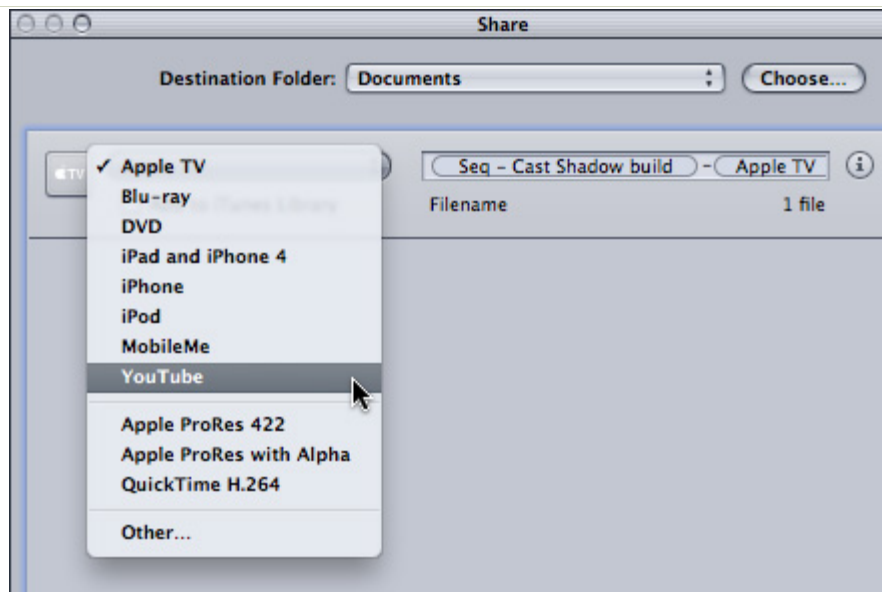 Share
Destination Folder: Documents Choose...
tv ✓ Apple TV Seq – Cast Shadow build – Apple TV i
Blu-ray Filename 1 file
DVD
iPad and iPhone 4
iPhone
iPod
MobileMe
YouTube
Apple ProRes 422
Apple ProRes with Alpha
QuickTime H.264
Other...